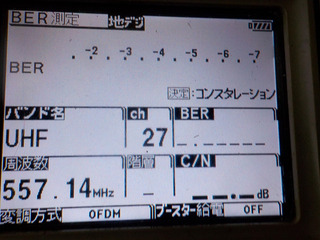 BER測定 地デジ
-2 -3 -4 -5 -6 -7
BER
決定:コンスタレーション
バンド名 ch BER
UHF 27 -.-----
周波数 階層 C/N
557.14MHz - --.-dB
変調方式 OFDM ブースター給電 OFF